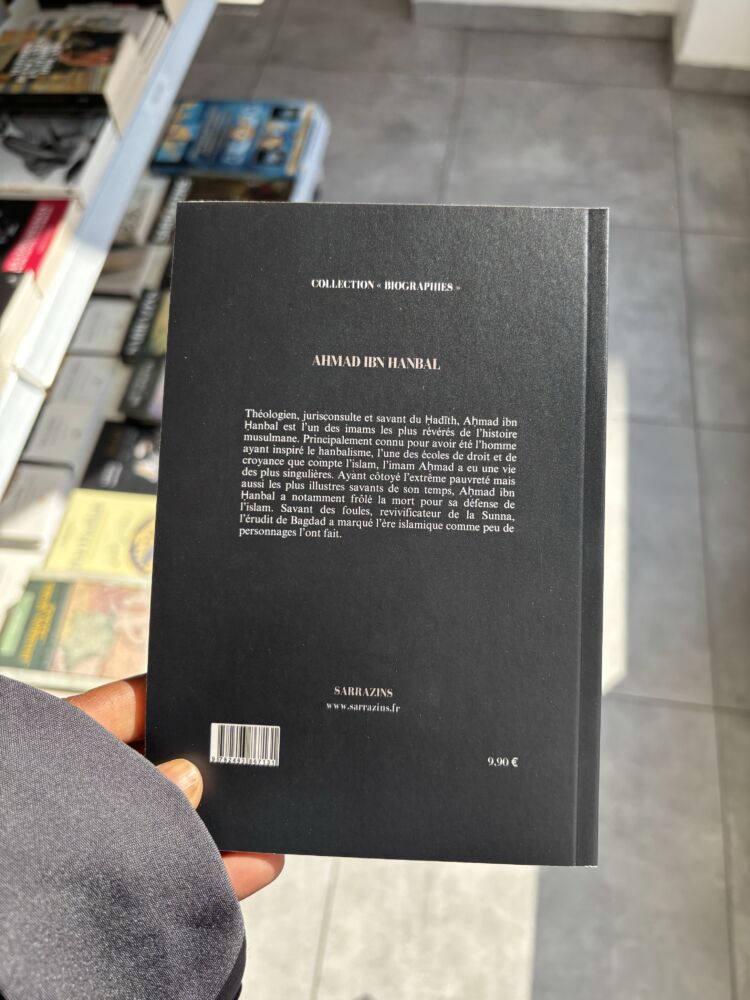 COLLECTION « BIOGRAPHIES »
AHMAD IBN HANBAL
Théologien, jurisconsulte et savant du Ḥadîth, Aḥmad ibn
Ḥanbal est l'un des imams les plus révérés de l'histoire
musulmane. Principalement connu pour avoir été l'homme
ayant inspiré le hanbalisme, l'une des écoles de droit et de
croyance que compte l'islam, l'imam Aḥmad a eu une vie
des plus singulières. Ayant côtoyé l'extrême pauvreté mais
aussi les plus illustres savants de son temps, Aḥmad ibn
Ḥanbal a notamment frôlé la mort pour sa défense de
l'islam. Savant des foules, revivificateur de la Sunna,
l'érudit de Bagdad a marqué l'ère islamique comme peu de
personnages l'ont fait.
SARRAZINS
www.sarrazins.fr
9,90 €